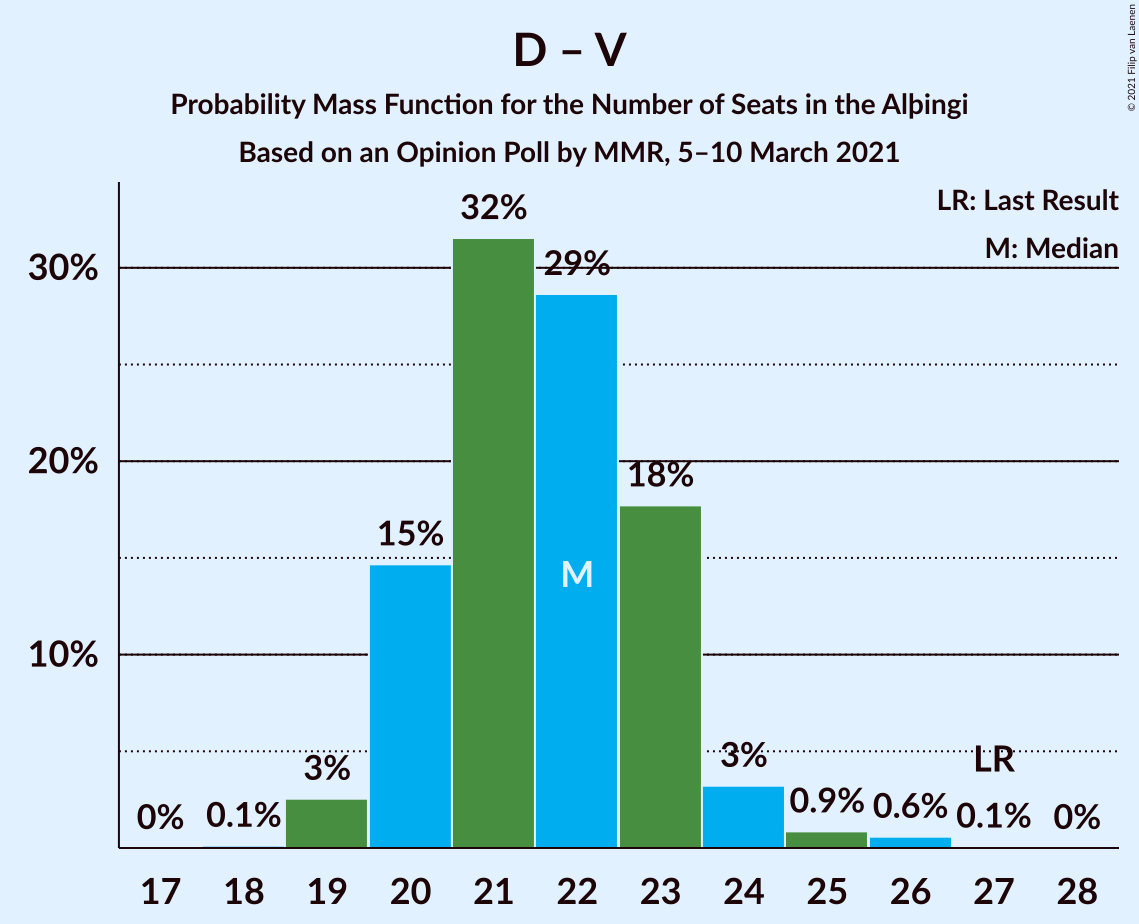 D – V
Probability Mass Function for the Number of Seats in the Alþingi
Based on an Opinion Poll by MMR, 5–10 March 2021
© 2021 Filip van Laenen
LR: Last Result
M: Median
30%
20%
10%
0%
0.1%
3%
15%
32%
29%
M
18%
3%
0.9%
0.6%
LR
0.1%
0%
17 18 19 20 21 22 23 24 25 26 27 28